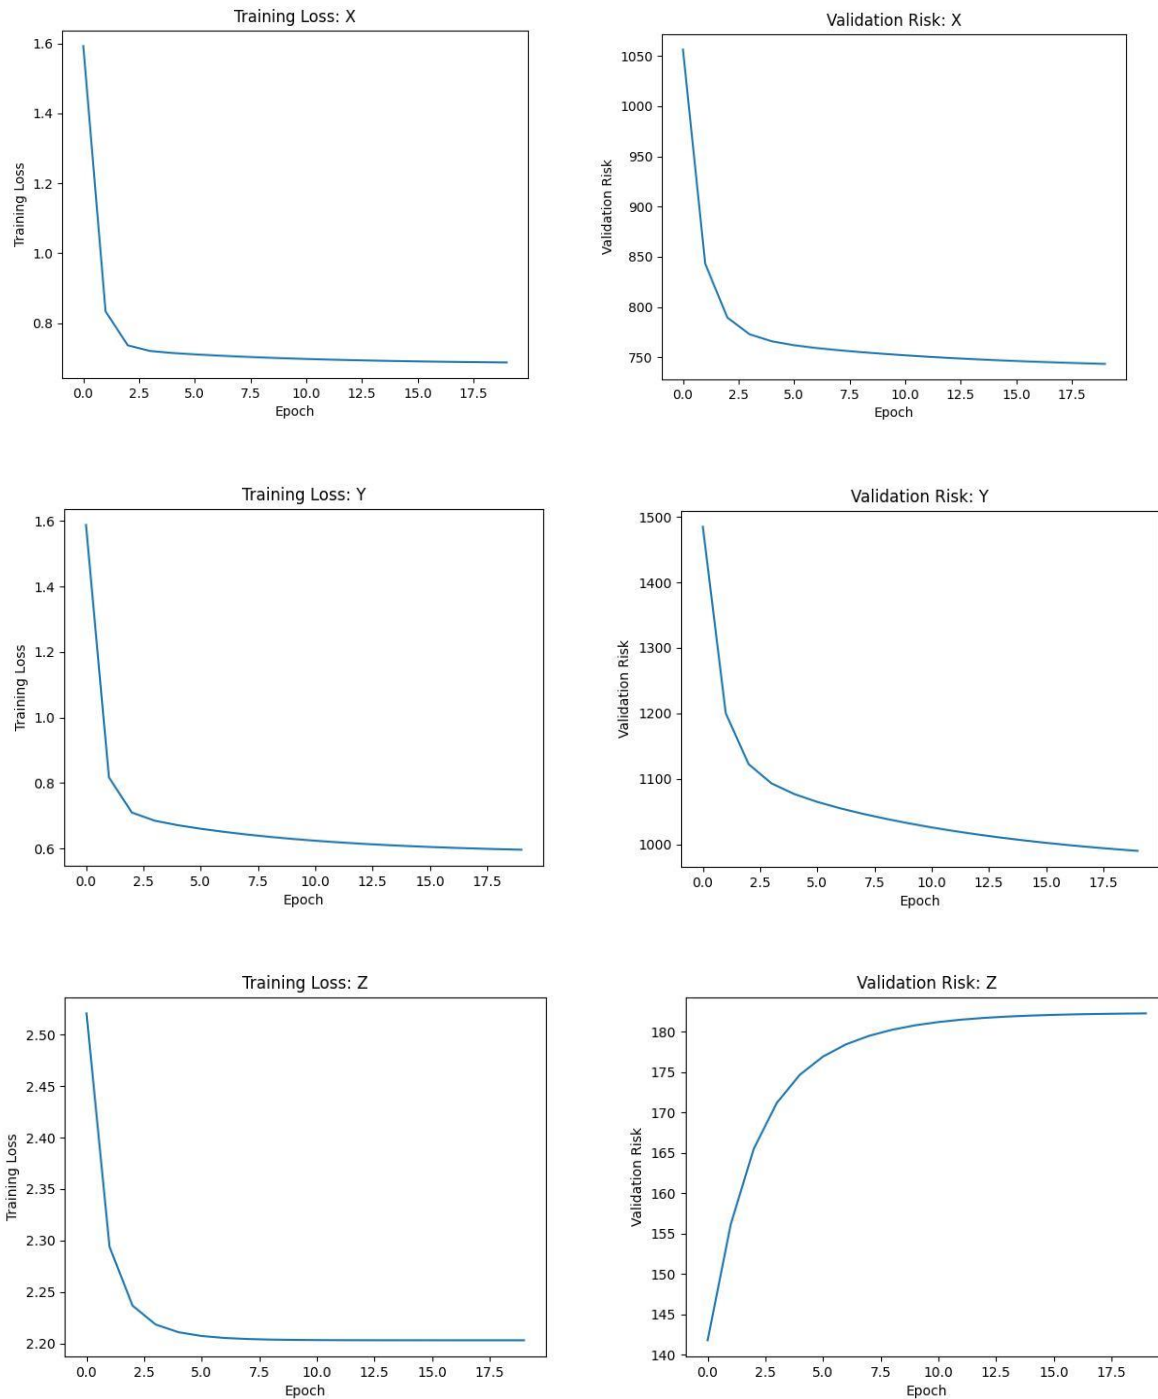 Training Loss: X
Training Loss
1.6
1.4
1.2
1.0
0.8
0.0 2.5 5.0 7.5 10.0 12.5 15.0 17.5
Epoch
Validation Risk: X
Validation Risk
1050
1000
950
900
850
800
750
0.0 2.5 5.0 7.5 10.0 12.5 15.0 17.5
Epoch
Training Loss: Y
Training Loss
1.6
1.4
1.2
1.0
0.8
0.6
0.0 2.5 5.0 7.5 10.0 12.5 15.0 17.5
Epoch
Validation Risk: Y
Validation Risk
1500
1400
1300
1200
1100
1000
0.0 2.5 5.0 7.5 10.0 12.5 15.0 17.5
Epoch
Training Loss: Z
Training Loss
2.50
2.45
2.40
2.35
2.30
2.25
2.20
0.0 2.5 5.0 7.5 10.0 12.5 15.0 17.5
Epoch
Validation Risk: Z
Validation Risk
180
175
170
165
160
155
150
145
140
0.0 2.5 5.0 7.5 10.0 12.5 15.0 17.5
Epoch